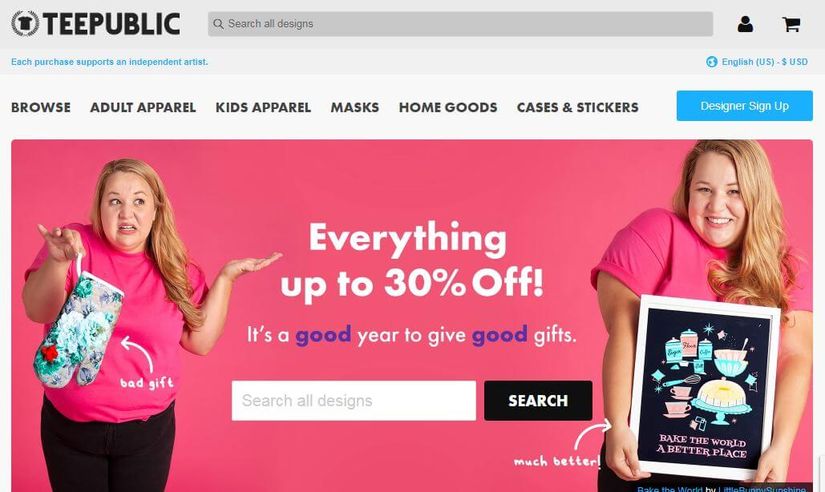 TEEPUBLIC
Search all designs
Each purchase supports an independent artist.
English (US) - $ USD
BROWSE ADULT APPAREL KIDS APPAREL MASKS HOME GOODS CASES & STICKERS
Designer Sign Up
Everything
up to 30% Off!
It's a good year to give good gifts.
bad gift
Search all designs
SEARCH
much better!
Sugar
Flour
Coffee
BAKE THE WORLD
A BETTER PLACE
Bake the World by LittleBunnySunshine